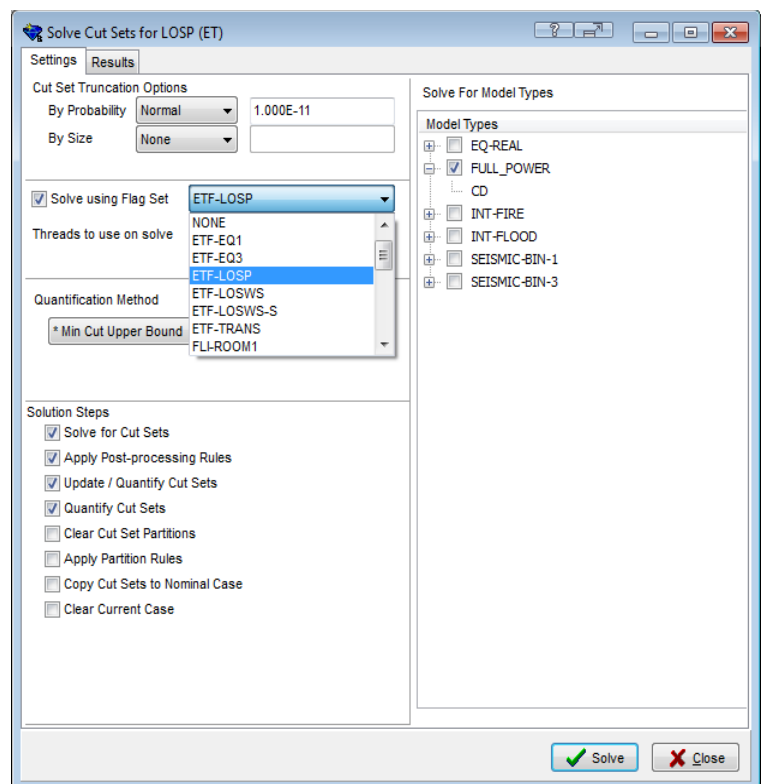 Solve Cut Sets for LOSP (ET)
?
Settings Results
Cut Set Truncation Options
By Probability Normal 1.000E-11
By Size None
Solve using Flag Set ETF-LOSP
NONE
ETF-EQ1
ETF-EQ3
ETF-LOSP
ETF-LOSWS
ETF-LOSWS-S
ETF-TRANS
FLI-ROOM1
Threads to use on solve
Quantification Method
* Min Cut Upper Bound
Solution Steps
Solve for Cut Sets
Apply Post-processing Rules
Update / Quantify Cut Sets
Quantify Cut Sets
Clear Cut Set Partitions
Apply Partition Rules
Copy Cut Sets to Nominal Case
Clear Current Case
Solve For Model Types
Model Types
EQ-REAL
FULL_POWER
CD
INT-FIRE
INT-FLOOD
SEISMIC-BIN-1
SEISMIC-BIN-3
Solve Close